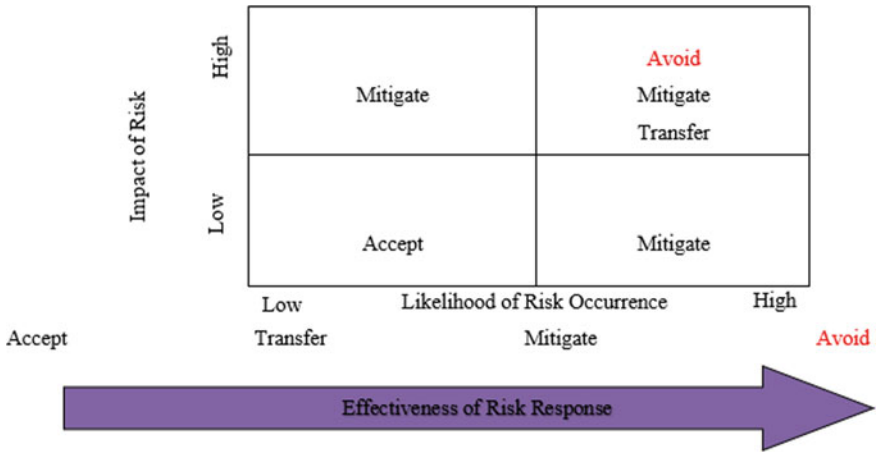 High
Avoid
Mitigate
Mitigate
Transfer
Impact of Risk
Low
Accept
Mitigate
Low
Likelihood of Risk Occurrence
High
Accept
Transfer
Mitigate
Avoid
Effectiveness of Risk Response